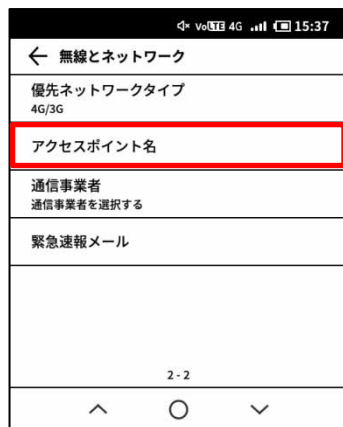 VoLTE 4G 15:37
無線とネットワーク
優先ネットワークタイプ
4G/3G
アクセスポイント名
通信事業者
通信事業者を選択する
緊急速報メール
2 - 2